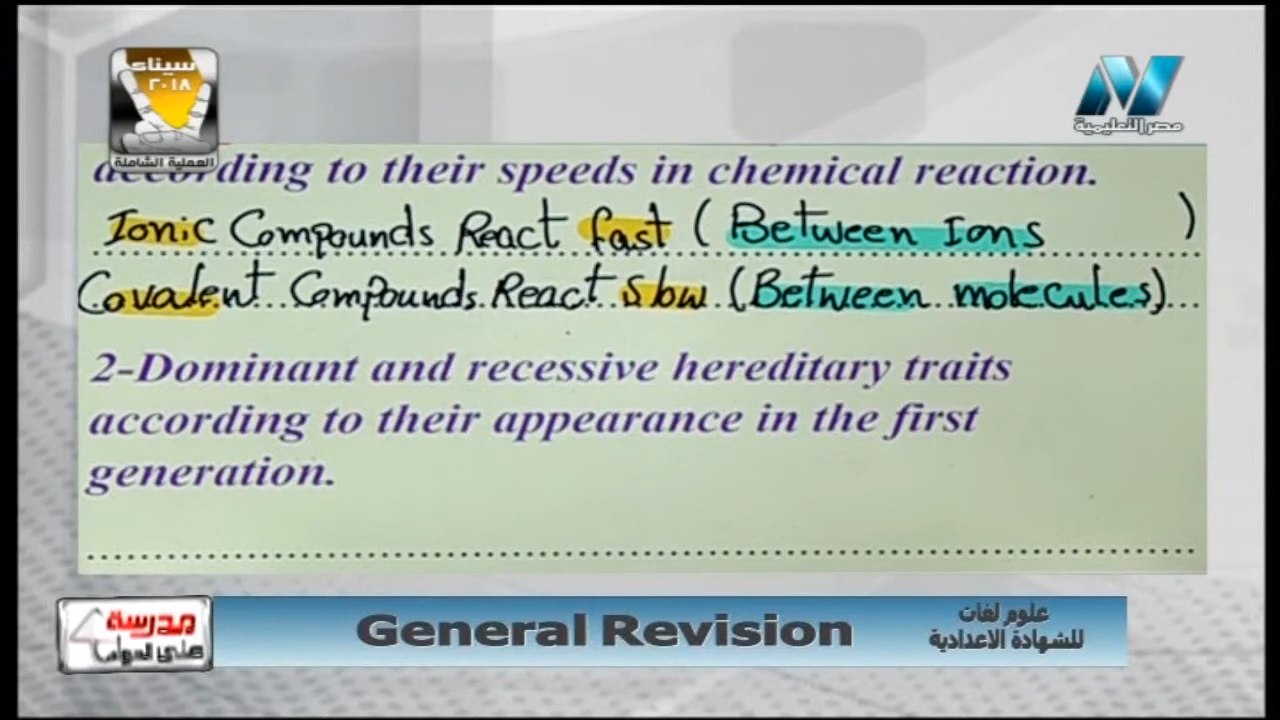 سيناء
٢٠١٨
العملية الشاملة
مصر التعليمية
according to their speeds in chemical reaction.
Ionic Compounds React fast ( Between Ions )
Covalent Compounds React Slow (Between molecules)
2-Dominant and recessive hereditary traits
according to their appearance in the first
generation.
مدرسة
على الهواء
General Revision
علوم لغات
للشهادة الاعدادية